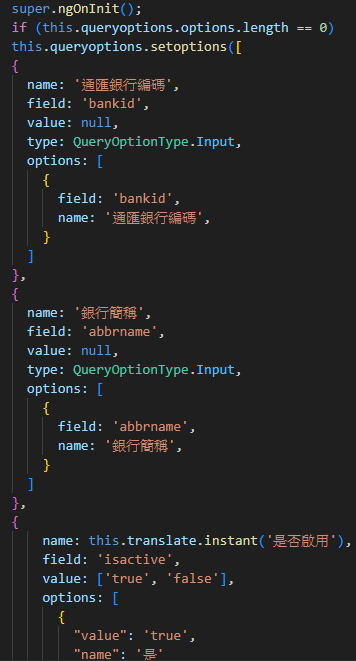 super.ngOnInit();
if (this.queryoptions.options.length == 0)
this.queryoptions.setoptions([
{
name: '通匯銀行編碼',
field: 'bankid',
value: null,
type: QueryOptionType.Input,
options: [
{
field: 'bankid',
name: '通匯銀行編碼',
}
]
},
{
name: '銀行簡稱',
field: 'abbrname',
value: null,
type: QueryOptionType.Input,
options: [
{
field: 'abbrname',
name: '銀行簡稱',
}
]
},
{
name: this.translate.instant('是否啟用'),
field: 'isactive',
value: ['true', 'false'],
options: [
{
"value": 'true',
"name": '是'